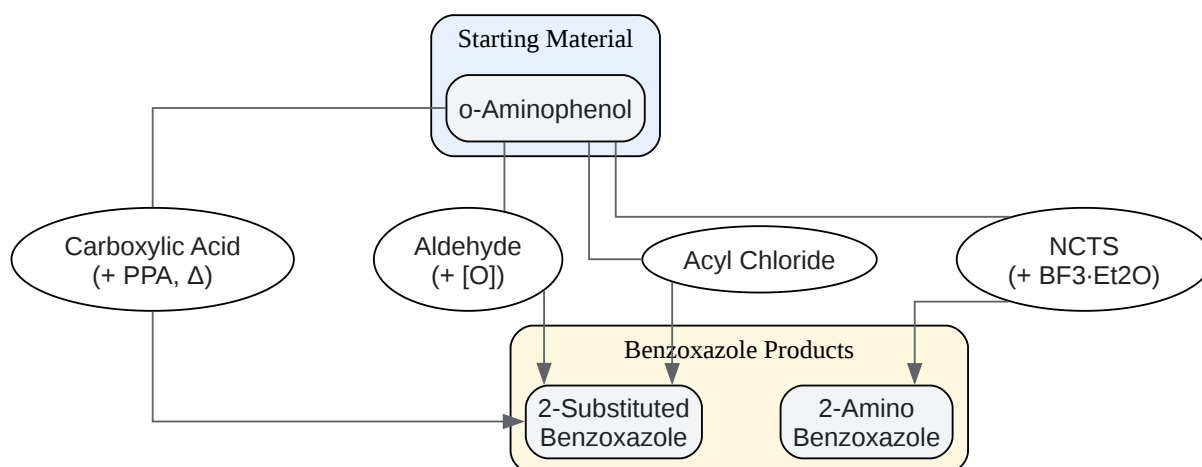 Starting Material
o-Aminophenol
Carboxylic Acid
(+ PPA, Δ)
Aldehyde
(+ [O])
Acyl Chloride
NCTS
(+ BF3·Et2O)
Benzoxazole Products
2-Substituted
Benzoxazole
2-Amino
Benzoxazole